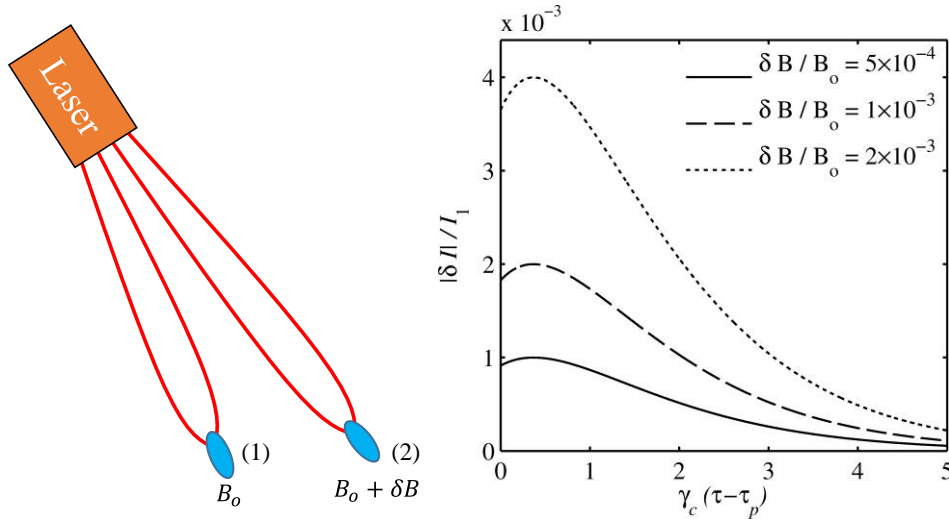 Laser
(1)
(2)
B_o
B_o + δB
x 10⁻³
δ B / B_o = 5×10⁻⁴
δ B / B_o = 1×10⁻³
δ B / B_o = 2×10⁻³
|δ I| / I_1
4
3
2
1
0
0 1 2 3 4 5
γ_c (τ−τ_p)